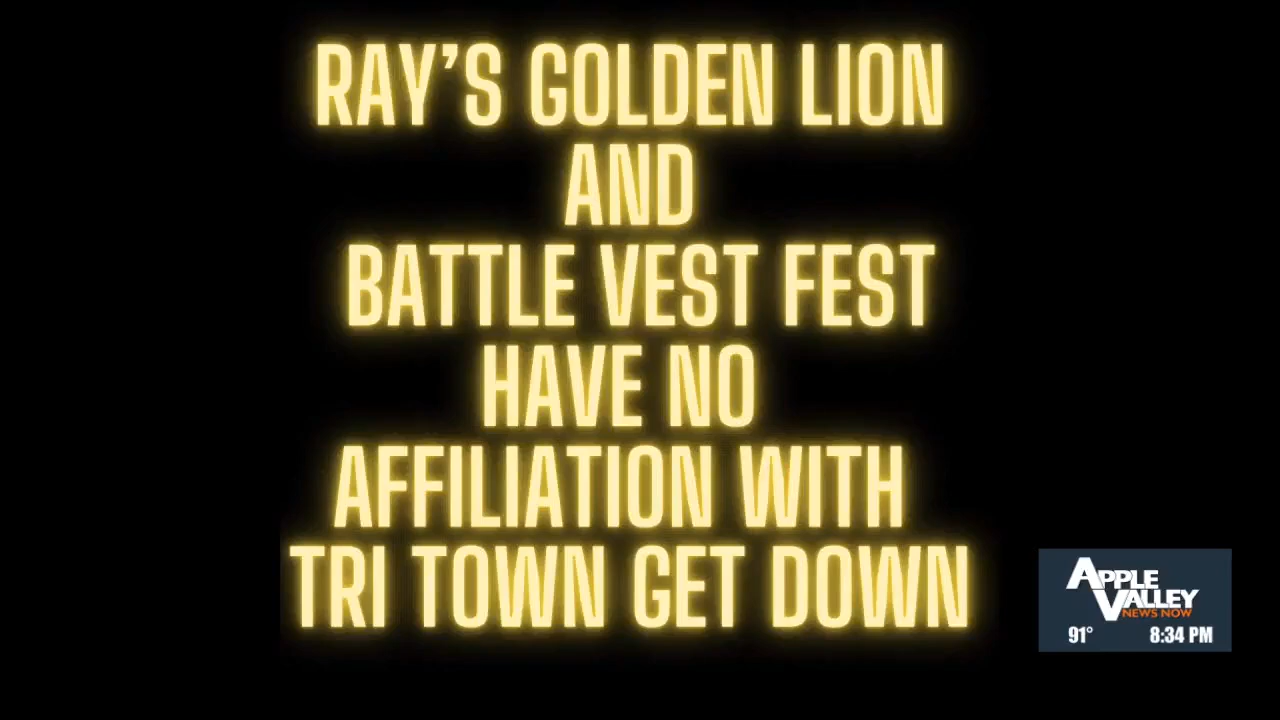 RAY'S GOLDEN LION
AND
BATTLE VEST FEST
HAVE NO
AFFILIATION WITH
TRI TOWN GET DOWN
APPLE
VALLEY
NEWS NOW
91° 8:34 PM